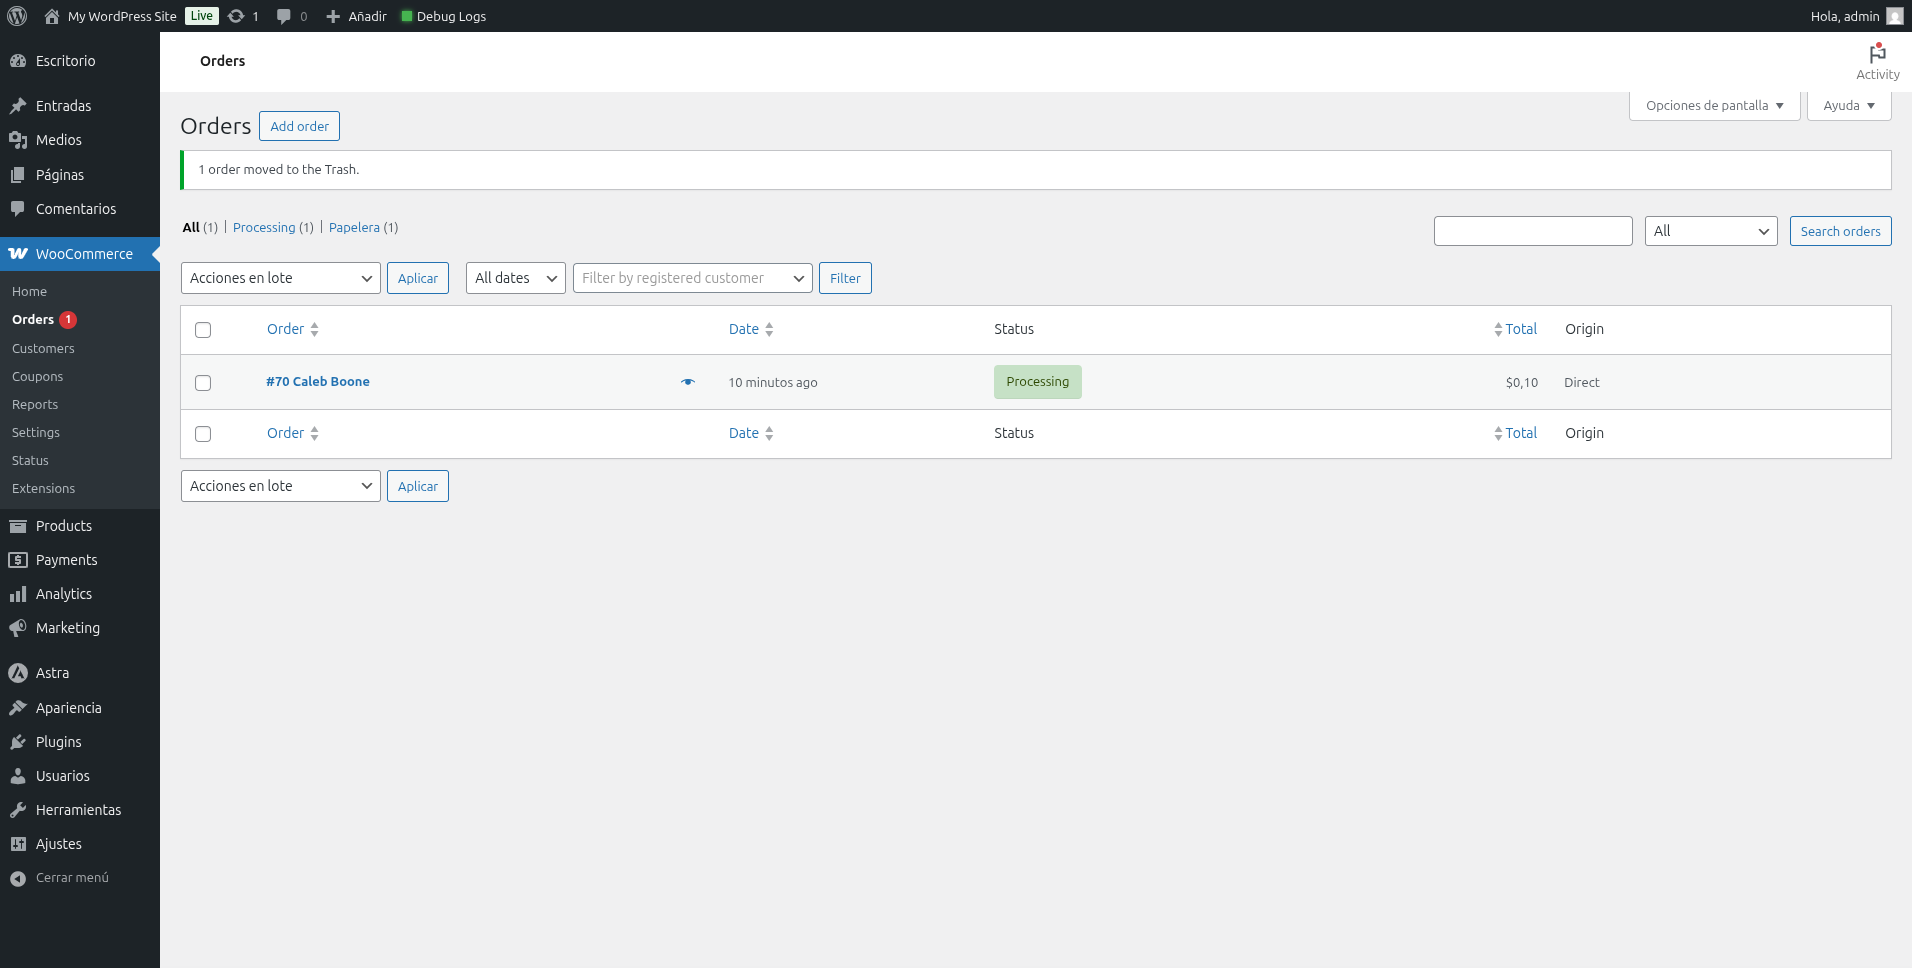 My WordPress Site Live 1 0 Añadir Debug Logs Hola, admin
Escritorio
Entradas
Medios
Páginas
Comentarios
WooCommerce
Home
Orders 1
Customers
Coupons
Reports
Settings
Status
Extensions
Products
Payments
Analytics
Marketing
Astra
Apariencia
Plugins
Usuarios
Herramientas
Ajustes
Cerrar menú
Orders
Activity
Opciones de pantalla Ayuda
Orders Add order
1 order moved to the Trash.
All (1) | Processing (1) | Papelera (1) All Search orders
Acciones en lote Aplicar All dates Filter by registered customer Filter
Order Date Status Total Origin
#70 Caleb Boone 10 minutos ago Processing $0,10 Direct
Order Date Status Total Origin
Acciones en lote Aplicar